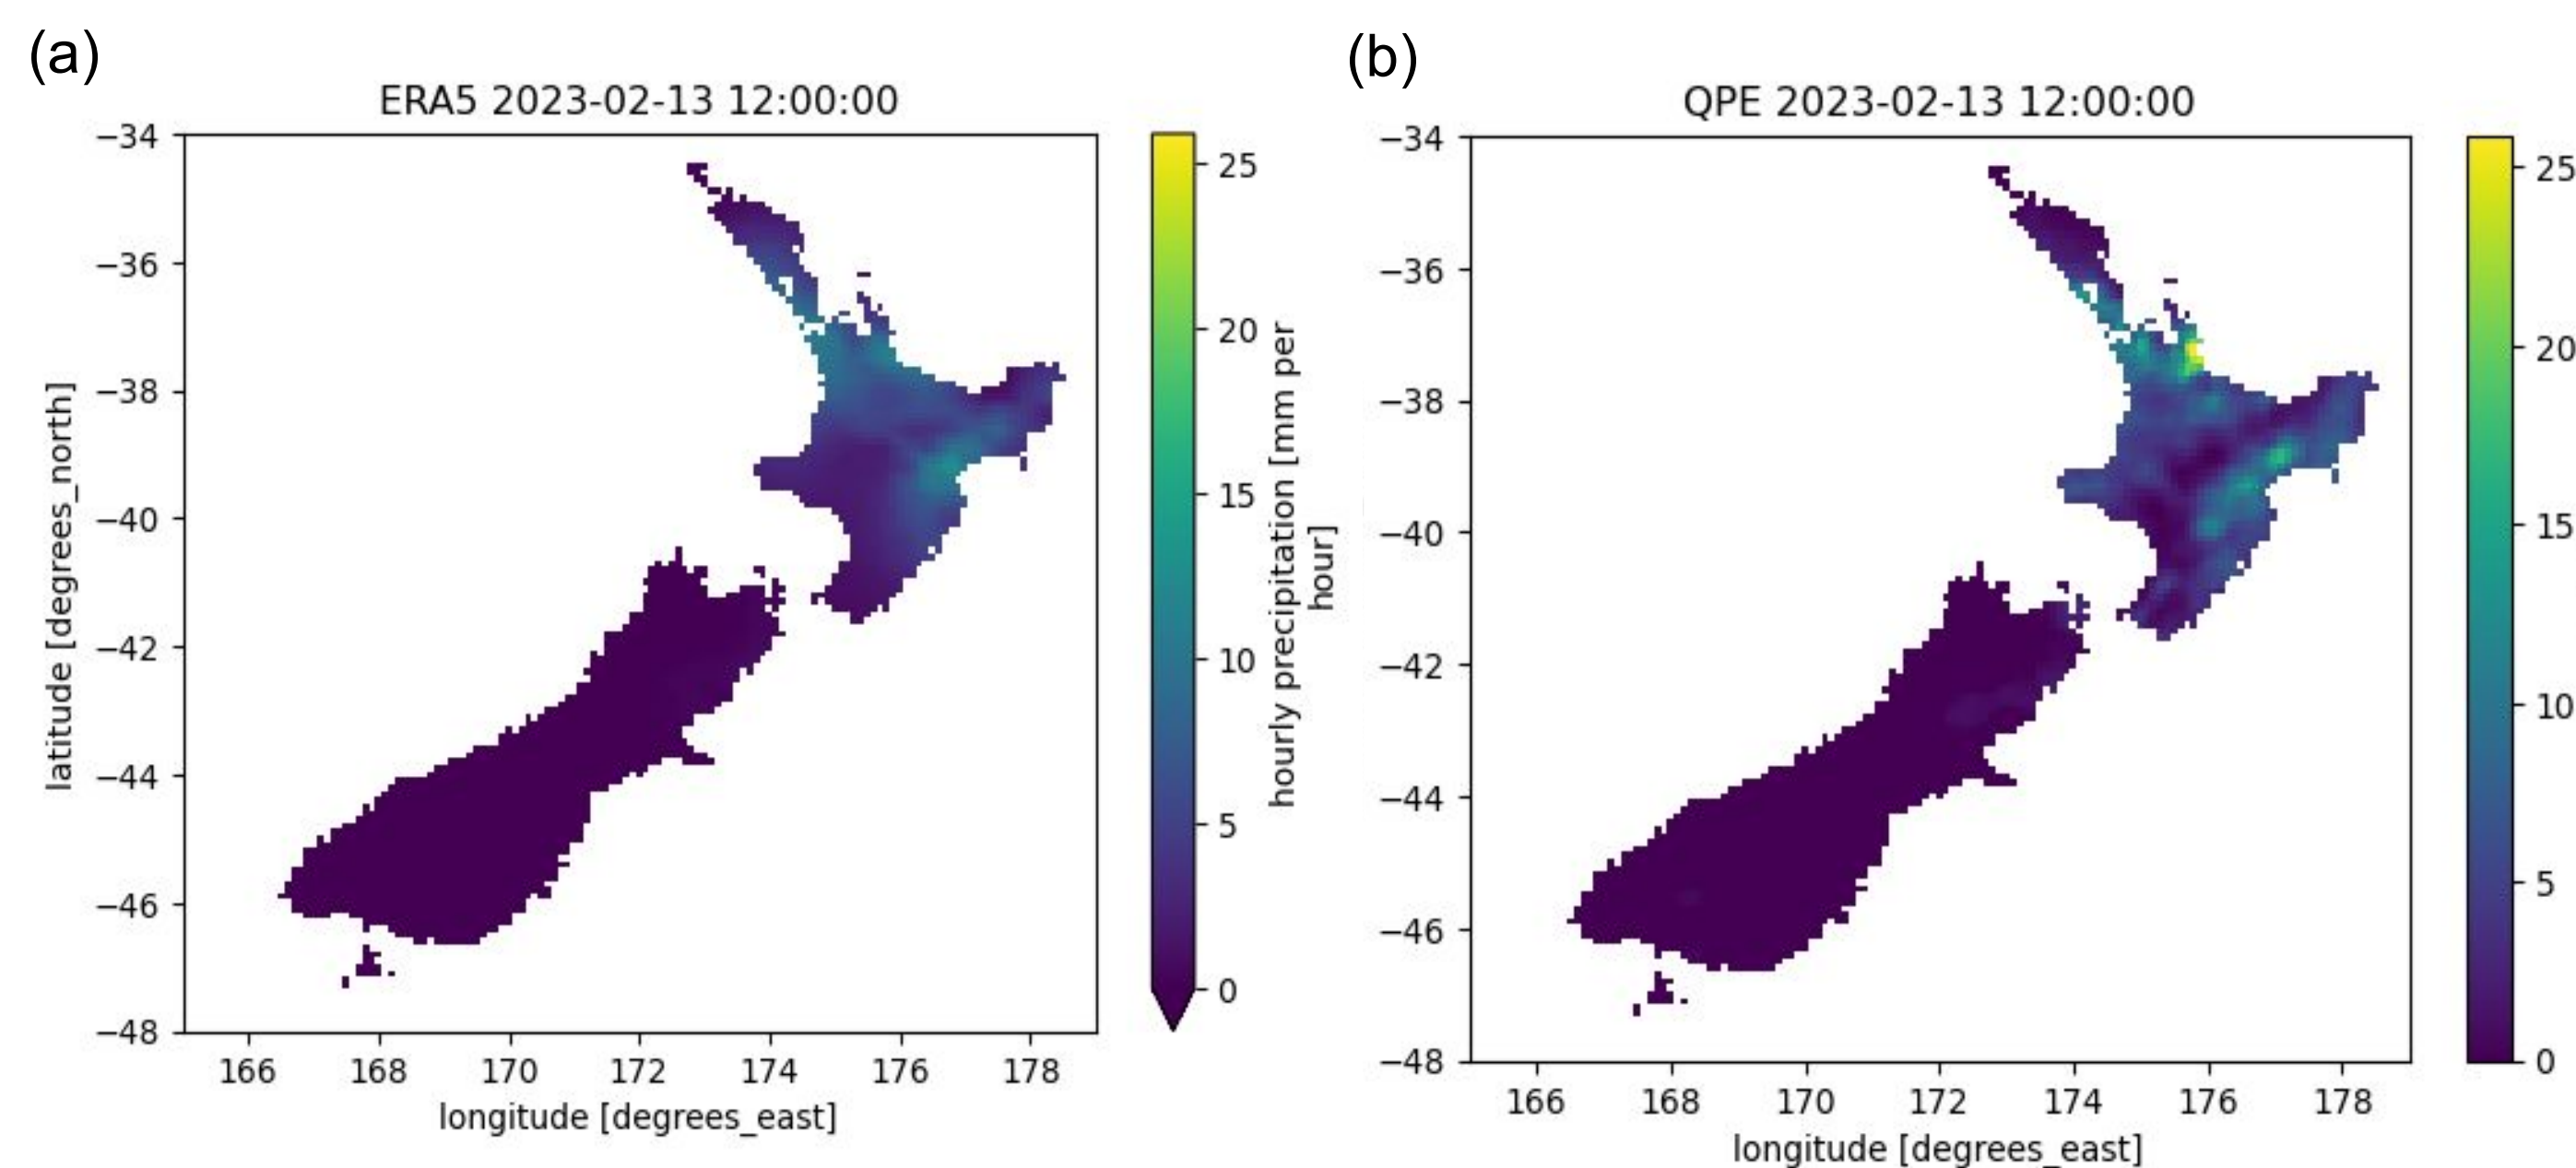 (a)
ERA5 2023-02-13 12:00:00
−34
−36
−38
−40
−42
−44
−46
−48
latitude [degrees_north]
166 168 170 172 174 176 178
longitude [degrees_east]
25
20
15
10
5
0
hourly precipitation [mm per
hour]
(b)
QPE 2023-02-13 12:00:00
−34
−36
−38
−40
−42
−44
−46
−48
166 168 170 172 174 176 178
longitude [degrees_east]
25
20
15
10
5
0